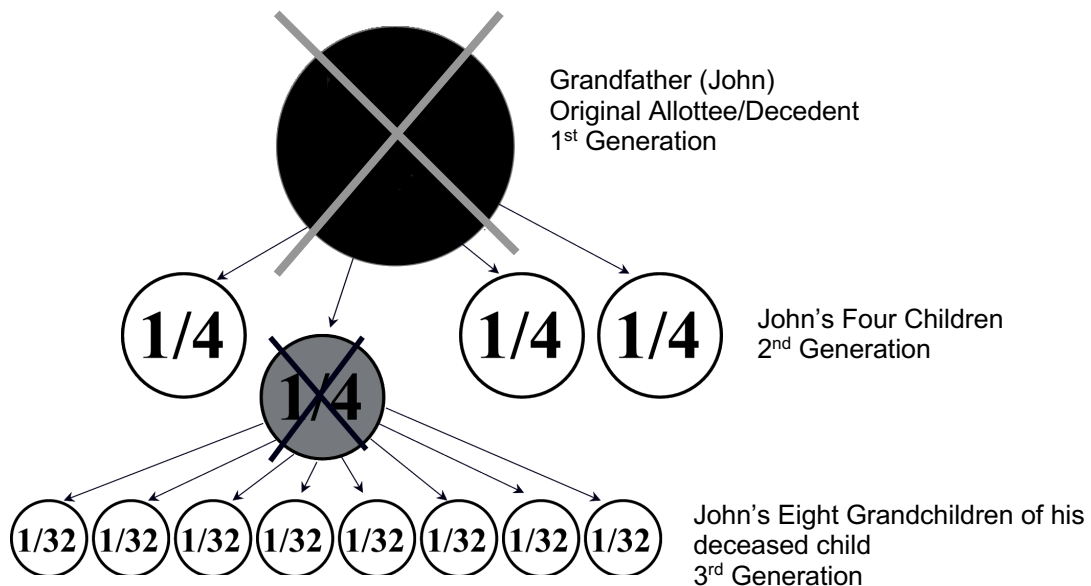 Grandfather (John)
Original Allottee/Decedent
1st Generation
1/4 1/4 1/4
John's Four Children
2nd Generation
1/4
1/32 1/32 1/32 1/32 1/32 1/32 1/32 1/32
John's Eight Grandchildren of his
deceased child
3rd Generation